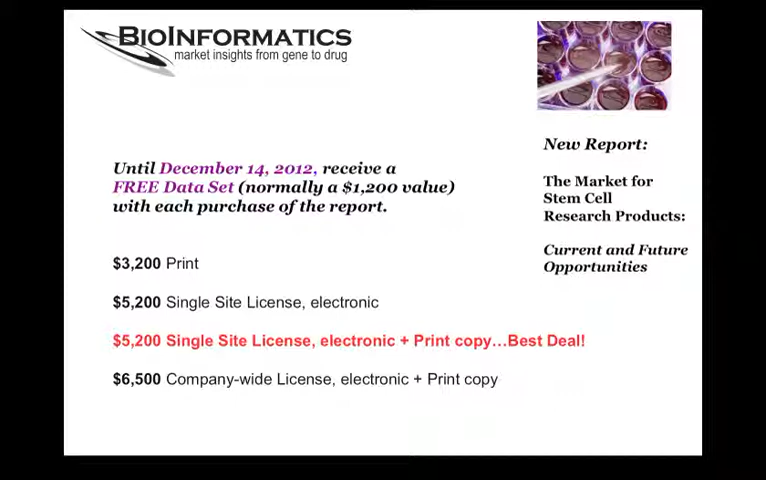 BIOINFORMATICS
market insights from gene to drug
New Report:
The Market for
Stem Cell
Research Products:
Current and Future
Opportunities
Until December 14, 2012, receive a
FREE Data Set (normally a $1,200 value)
with each purchase of the report.
$3,200 Print
$5,200 Single Site License, electronic
$5,200 Single Site License, electronic + Print copy...Best Deal!
$6,500 Company-wide License, electronic + Print copy